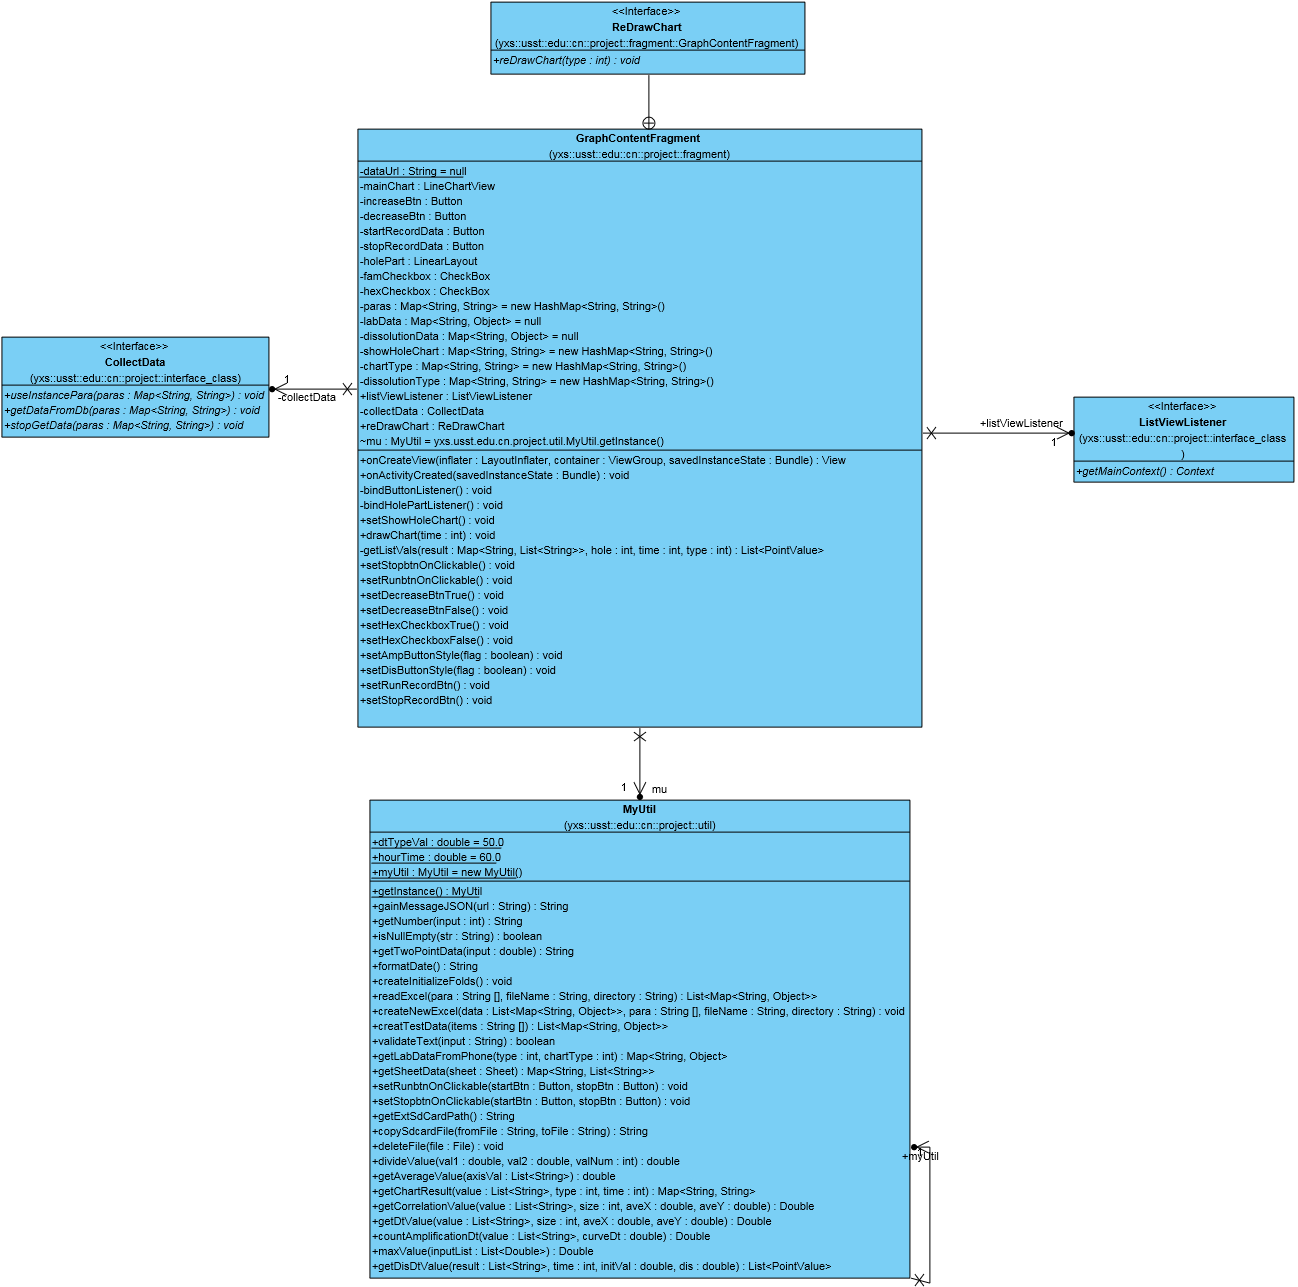 <<Interface>>
ReDrawChart
(yxs::usst::edu::cn::project::fragment::GraphContentFragment)
+reDrawChart(type : int) : void
GraphContentFragment
(yxs::usst::edu::cn::project::fragment)
-dataUrl : String = null
-mainChart : LineChartView
-increaseBtn : Button
-decreaseBtn : Button
-startRecordData : Button
-stopRecordData : Button
-holePart : LinearLayout
-famCheckbox : CheckBox
-hexCheckbox : CheckBox
-paras : Map<String, String> = new HashMap<String, String>()
-labData : Map<String, Object> = null
-dissolutionData : Map<String, Object> = null
-showHoleChart : Map<String, String> = new HashMap<String, String>()
-chartType : Map<String, String> = new HashMap<String, String>()
-dissolutionType : Map<String, String> = new HashMap<String, String>()
+listViewListener : ListViewListener
-collectData : CollectData
+reDrawChart : ReDrawChart
~mu : MyUtil = yxs.usst.edu.cn.project.util.MyUtil.getInstance()
+onCreateView(inflater : LayoutInflater, container : ViewGroup, savedInstanceState : Bundle) : View
+onActivityCreated(savedInstanceState : Bundle) : void
-bindButtonListener() : void
-bindHolePartListener() : void
+setShowHoleChart() : void
+drawChart(time : int) : void
-getListVals(result : Map<String, List<String>>, hole : int, time : int, type : int) : List<PointValue>
+setStopbtnOnClickable() : void
+setRunbtnOnClickable() : void
+setDecreaseBtnTrue() : void
+setDecreaseBtnFalse() : void
+setHexCheckboxTrue() : void
+setHexCheckboxFalse() : void
+setAmpButtonStyle(flag : boolean) : void
+setDisButtonStyle(flag : boolean) : void
+setRunRecordBtn() : void
+setStopRecordBtn() : void
<<Interface>>
CollectData
(yxs::usst::edu::cn::project::interface_class)
+useInstancePara(paras : Map<String, String>) : void
+getDataFromDb(paras : Map<String, String>) : void
+stopGetData(paras : Map<String, String>) : void
1
-collectData
+listViewListener
1
<<Interface>>
ListViewListener
(yxs::usst::edu::cn::project::interface_class
)
+getMainContext() : Context
1
mu
MyUtil
(yxs::usst::edu::cn::project::util)
+dtTypeVal : double = 50.0
+hourTime : double = 60.0
+myUtil : MyUtil = new MyUtil()
+getInstance() : MyUtil
+gainMessageJSON(url : String) : String
+getNumber(input : int) : String
+isNullEmpty(str : String) : boolean
+getTwoPointData(input : double) : String
+formatDate() : String
+createInitializeFolds() : void
+readExcel(para : String [], fileName : String, directory : String) : List<Map<String, Object>>
+createNewExcel(data : List<Map<String, Object>>, para : String [], fileName : String, directory : String) : void
+creatTestData(items : String []) : List<Map<String, Object>>
+validateText(input : String) : boolean
+getLabDataFromPhone(type : int, chartType : int) : Map<String, Object>
+getSheetData(sheet : Sheet) : Map<String, List<String>>
+setRunbtnOnClickable(startBtn : Button, stopBtn : Button) : void
+setStopbtnOnClickable(startBtn : Button, stopBtn : Button) : void
+getExtSdCardPath() : String
+copySdcardFile(fromFile : String, toFile : String) : String
+deleteFile(file : File) : void
+divideValue(val1 : double, val2 : double, valNum : int) : double
+getAverageValue(axisVal : List<String>) : double
+getChartResult(value : List<String>, type : int, time : int) : Map<String, String>
+getCorrelationValue(value : List<String>, size : int, aveX : double, aveY : double) : Double
+getDtValue(value : List<String>, size : int, aveX : double, aveY : double) : Double
+countAmplificationDt(value : List<String>, curveDt : double) : Double
+maxValue(inputList : List<Double>) : Double
+getDisDtValue(result : List<String>, time : int, initVal : double, dis : double) : List<PointValue>
1
+myUtil